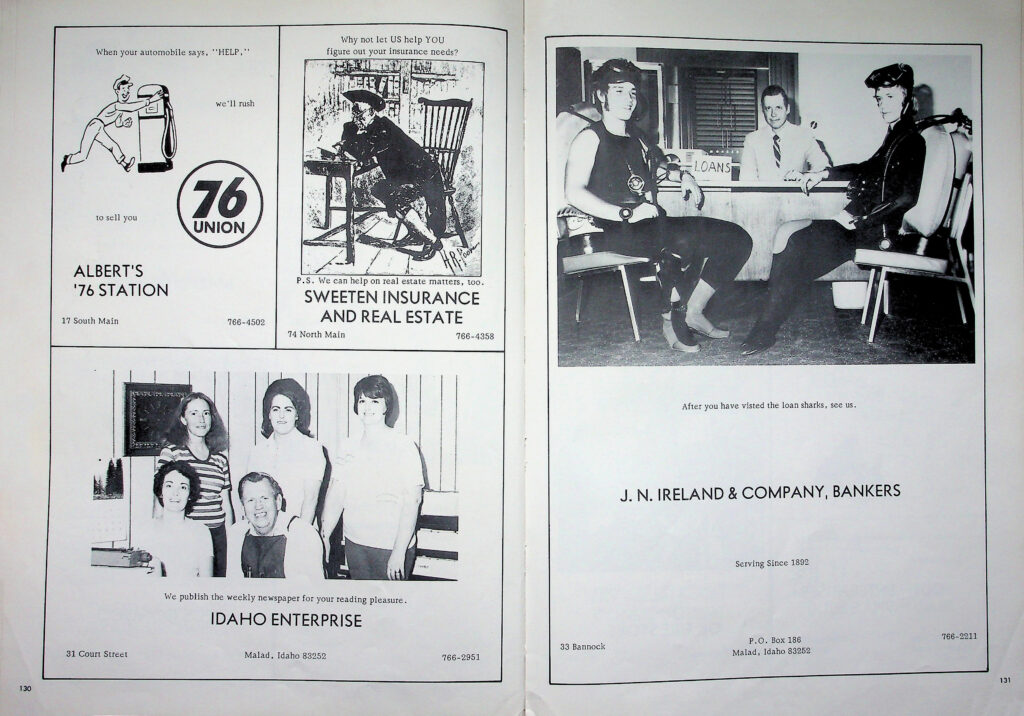 When your automobile says, "HELP,"
we'll rush
to sell you
76
UNION
ALBERT'S
'76 STATION
17 South Main 766-4502
Why not let US help YOU
figure out your insurance needs?
P.S. We can help on real estate matters, too.
SWEETEN INSURANCE
AND REAL ESTATE
74 North Main 766-4358
We publish the weekly newspaper for your reading pleasure.
IDAHO ENTERPRISE
31 Court Street Malad, Idaho 83252 766-2951
130
LOANS
After you have visted the loan sharks, see us.
J. N. IRELAND & COMPANY, BANKERS
Serving Since 1892
33 Bannock
P.O. Box 186
Malad, Idaho 83252
766-2211
131